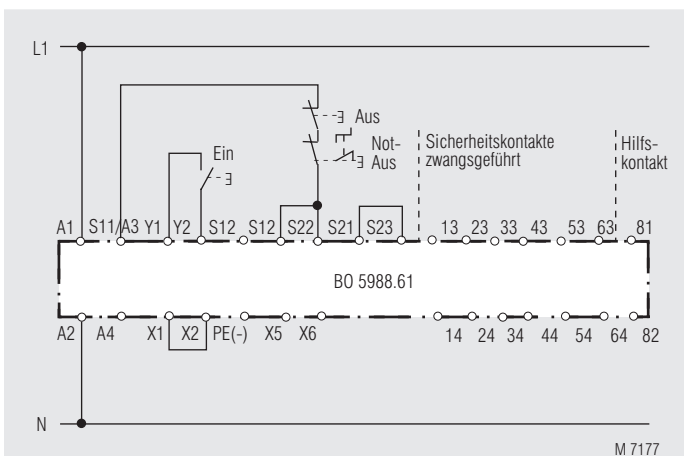 L1
Aus
Not-
Aus
Ein
Sicherheitskontakte
zwangsgeführt
Hilfs-
kontakt
A1 S11/A3 Y1 Y2 S12 S12 S22 S21 S23 13 23 33 43 53 63 81
BO 5988.61
A2 A4 X1 X2 PE(-) X5 X6 14 24 34 44 54 64 82
N
M 7177